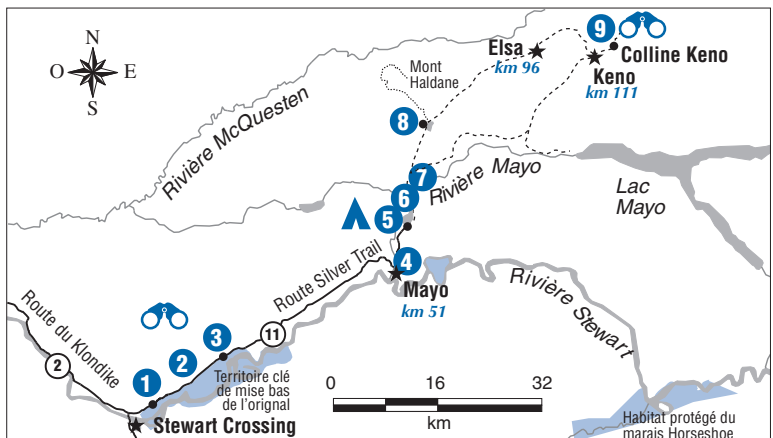 N
O
E
S
Rivière McQuesten
Mont
Haldane
Elsa
km 96
9
Colline Keno
Keno
km 111
8
7
Rivière Mayo
Lac
Mayo
6
5
4
Mayo
km 51
Route Silver Trail
Rivière Stewart
Route du Klondike
2
11
3
2
1
Territoire clé
de mise bas
de l'orignal
Stewart Crossing
0
16
32
km
Habitat protégé du
marais Horseshoe